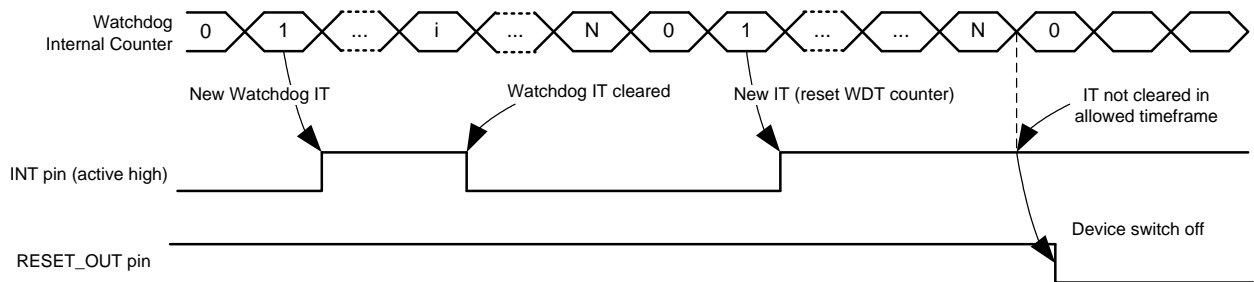 Watchdog
Internal Counter
0 1 ... i ... N 0 1 ... ... N 0
New Watchdog IT
Watchdog IT cleared
New IT (reset WDT counter)
IT not cleared in
allowed timeframe
INT pin (active high)
Device switch off
RESET_OUT pin